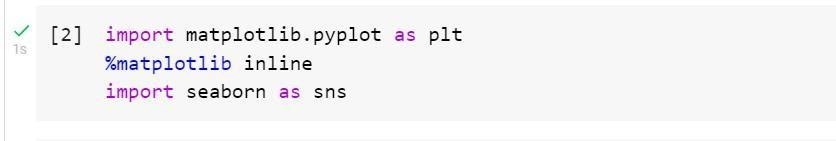 [2] import matplotlib.pyplot as plt
%matplotlib inline
import seaborn as sns
1s